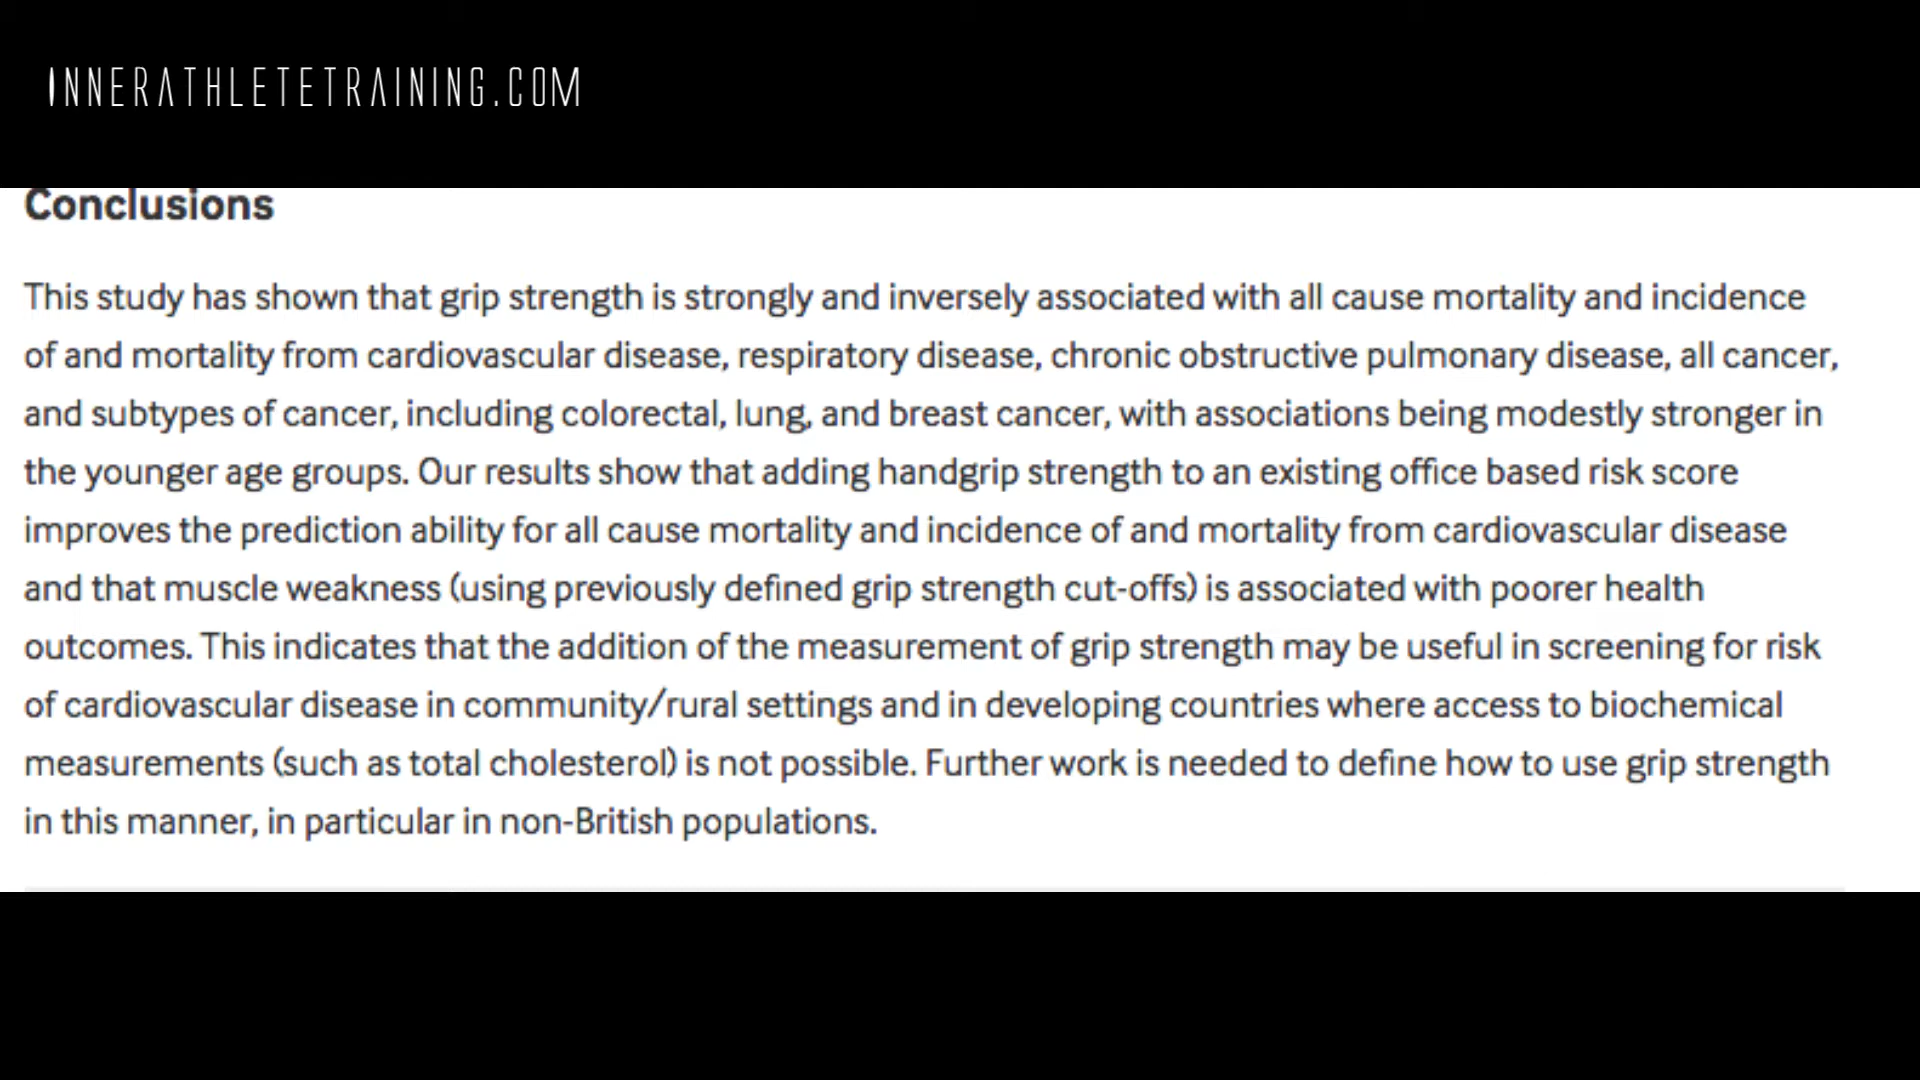 INNERATHLETETRAINING.COM
Conclusions
This study has shown that grip strength is strongly and inversely associated with all cause mortality and incidence
of and mortality from cardiovascular disease, respiratory disease, chronic obstructive pulmonary disease, all cancer,
and subtypes of cancer, including colorectal, lung, and breast cancer, with associations being modestly stronger in
the younger age groups. Our results show that adding handgrip strength to an existing office based risk score
improves the prediction ability for all cause mortality and incidence of and mortality from cardiovascular disease
and that muscle weakness (using previously defined grip strength cut-offs) is associated with poorer health
outcomes. This indicates that the addition of the measurement of grip strength may be useful in screening for risk
of cardiovascular disease in community/rural settings and in developing countries where access to biochemical
measurements (such as total cholesterol) is not possible. Further work is needed to define how to use grip strength
in this manner, in particular in non-British populations.